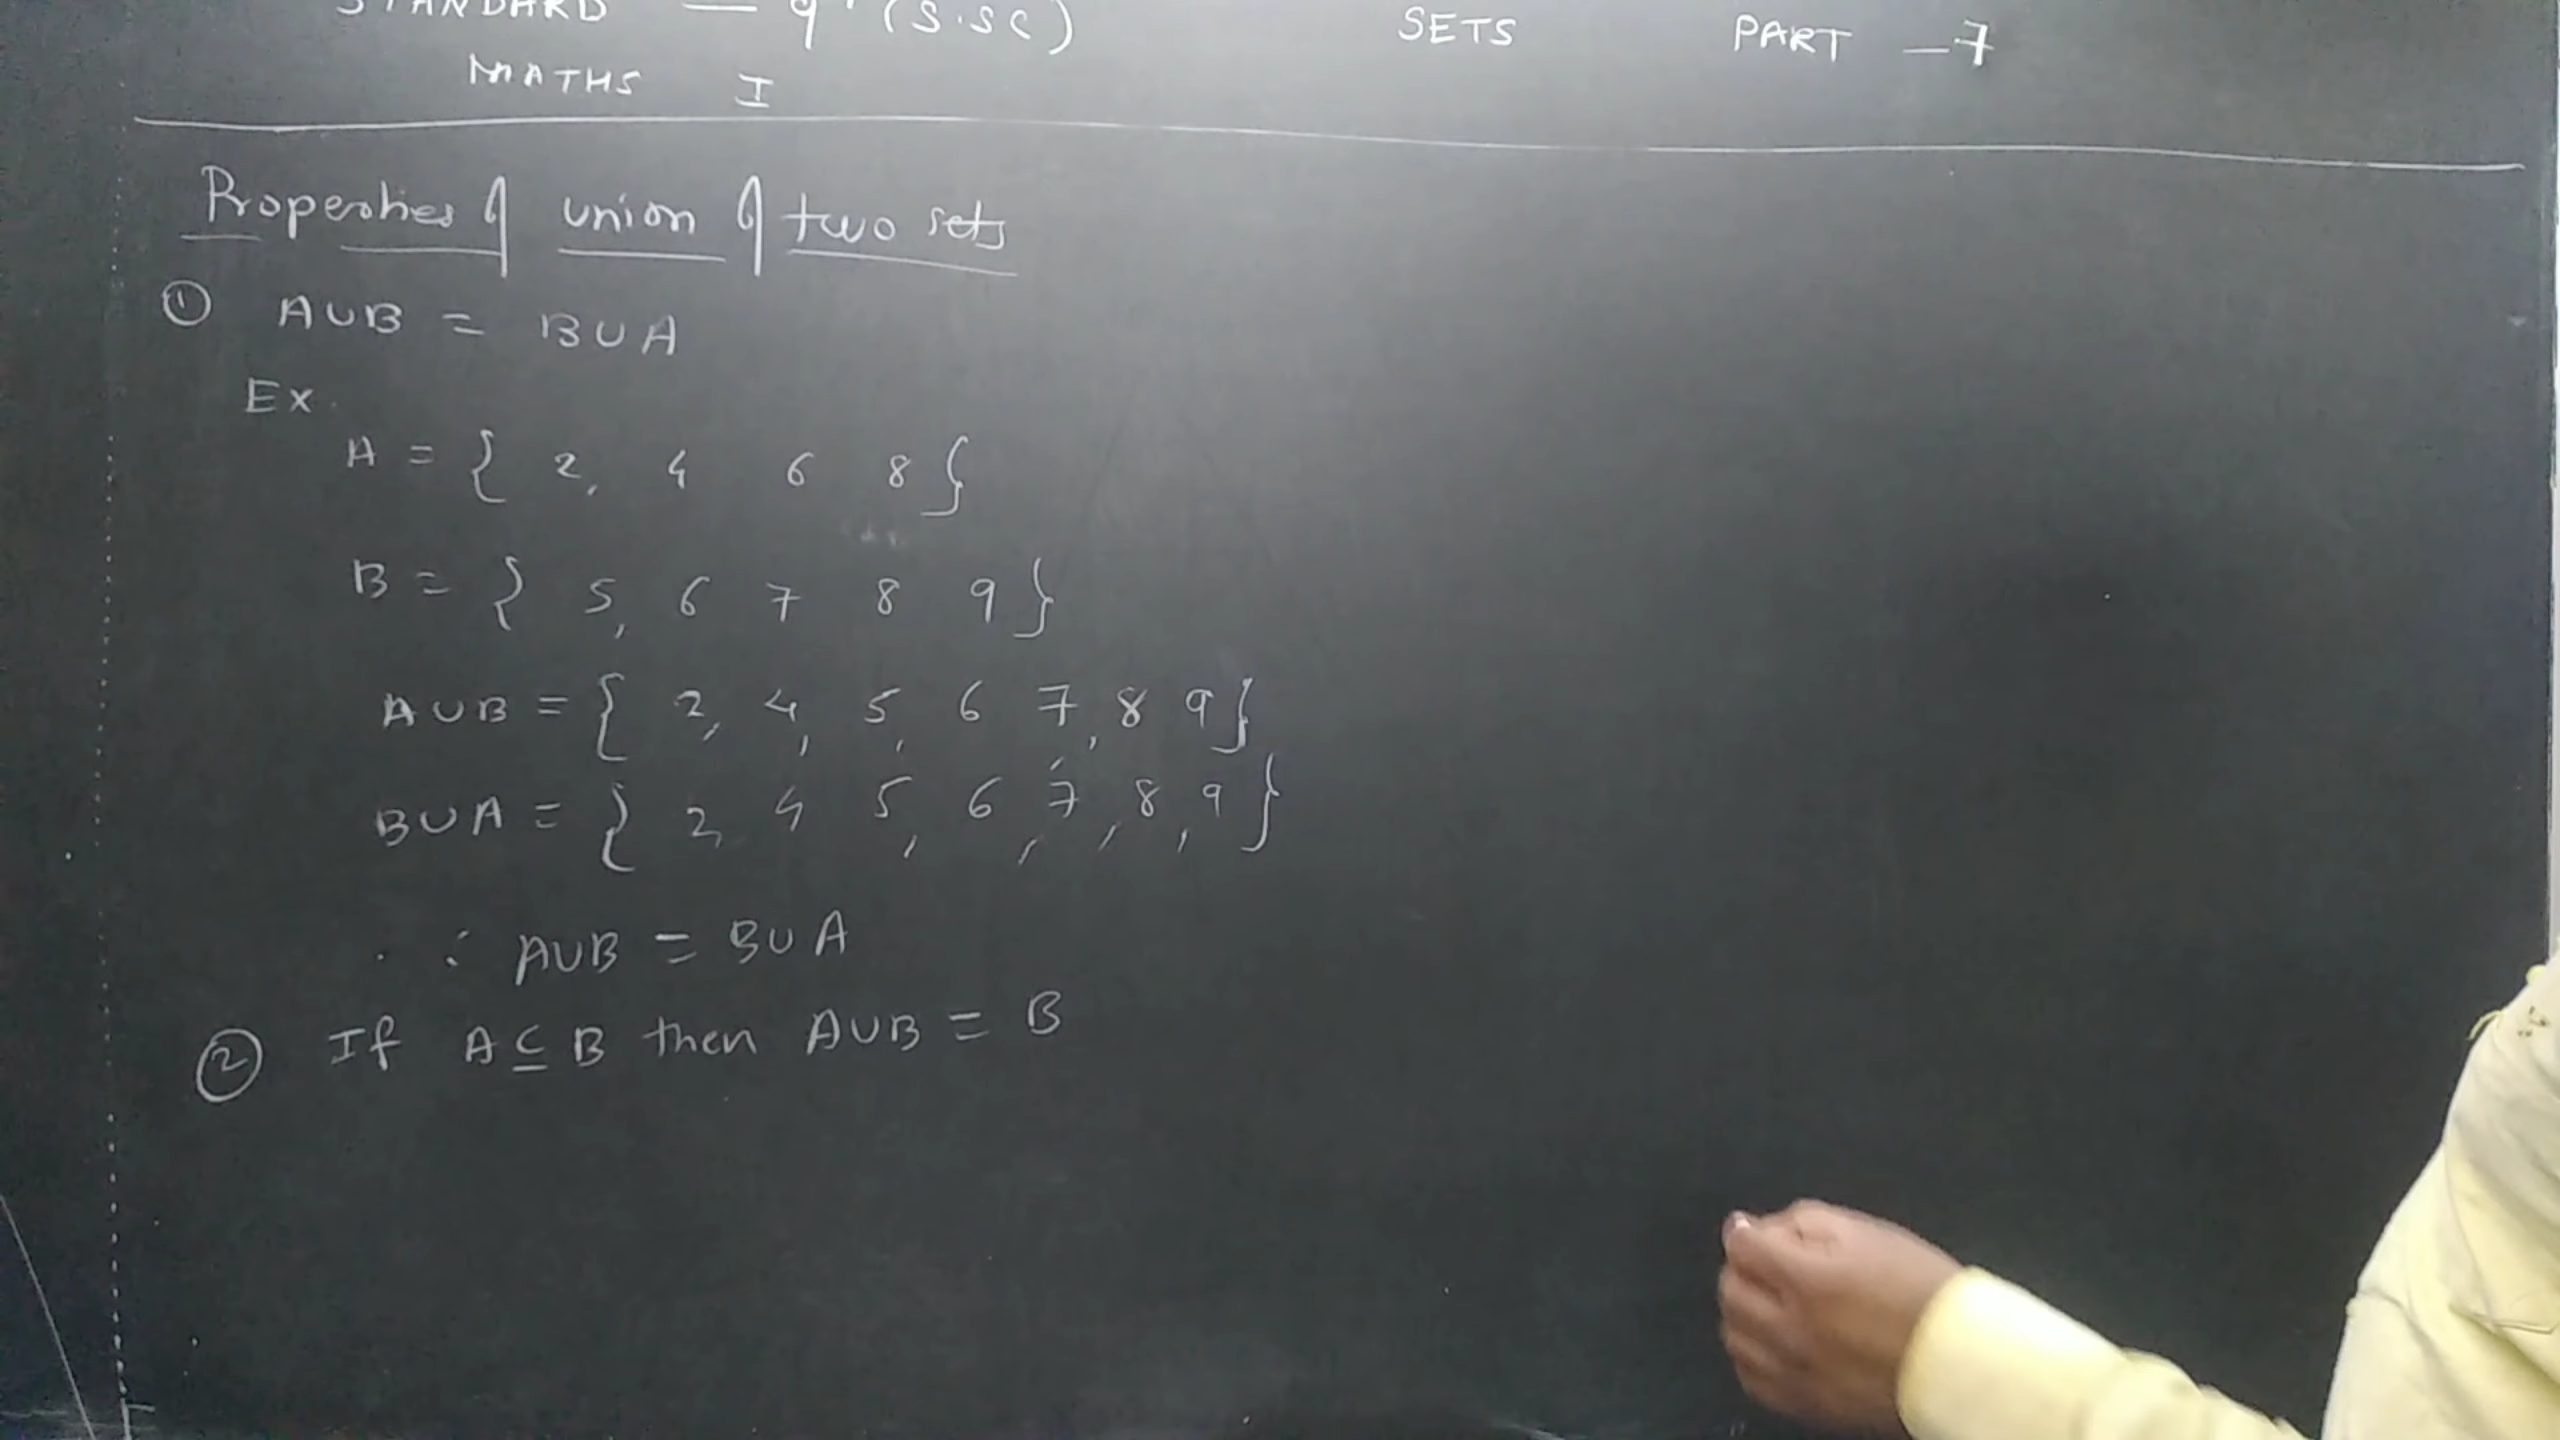 STANDARD — 9 (S.SC) SETS PART - 7
MATHS I
Properties of union of two sets
① A∪B = B∪A
Ex.
A = { 2, 4 6 8 }
B = { 5, 6 7 8 9 }
A∪B = { 2, 4, 5, 6 7, 8 9 }
B∪A = { 2, 4 5, 6, 7, 8, 9 }
∴ A∪B = B∪A
② If A ⊆ B then A∪B = B